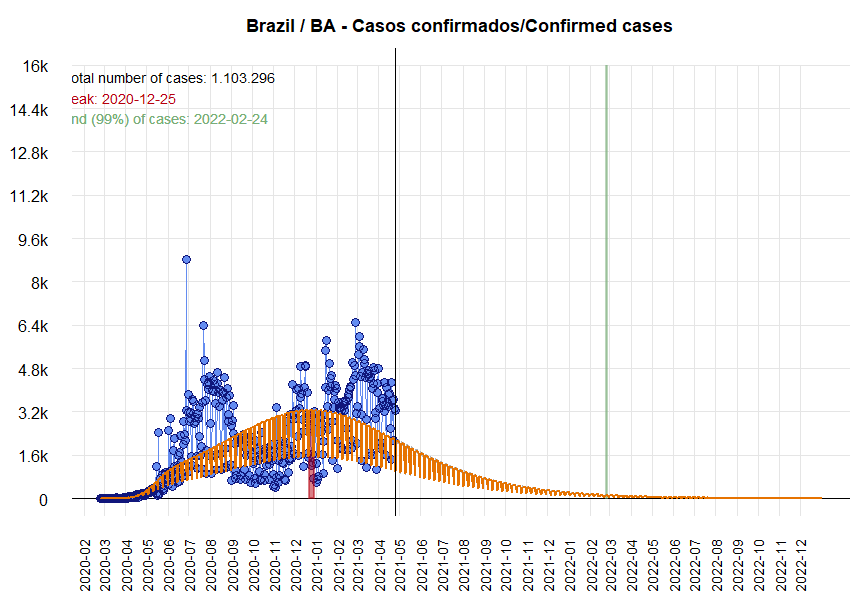 Brazil / BA - Casos confirmados/Confirmed cases
16k
otal number of cases: 1.103.296
eak: 2020-12-25
14.4k
nd (99%) of cases: 2022-02-24
12.8k
11.2k
9.6k
8k
6.4k
4.8k
3.2k
1.6k
0
2020-02
2020-03
2020-04
2020-05
2020-06
2020-07
2020-08
2020-09
2020-10
2020-11
2020-12
2021-01
2021-02
2021-03
2021-04
2021-05
2021-06
2021-07
2021-08
2021-09
2021-10
2021-11
2021-12
2022-01
2022-02
2022-03
2022-04
2022-05
2022-06
2022-07
2022-08
2022-09
2022-10
2022-11
2022-12